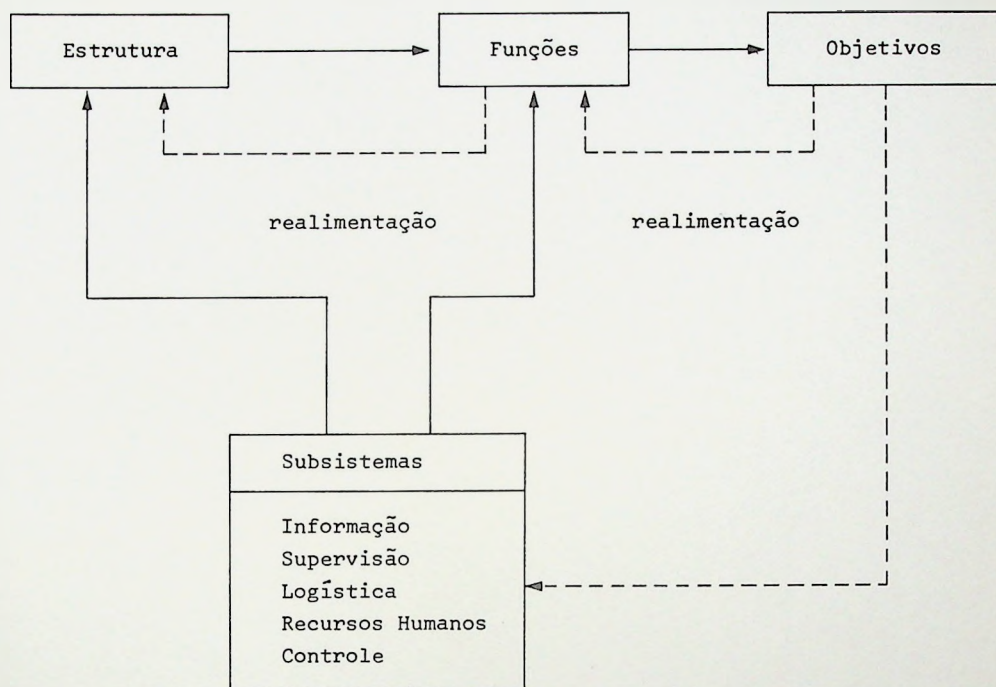 Estrutura
Funções
Objetivos
realimentação
realimentação
Subsistemas
Informação
Supervisão
Logística
Recursos Humanos
Controle